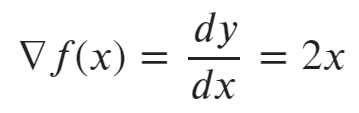 ∇f(x) = dy/dx = 2x